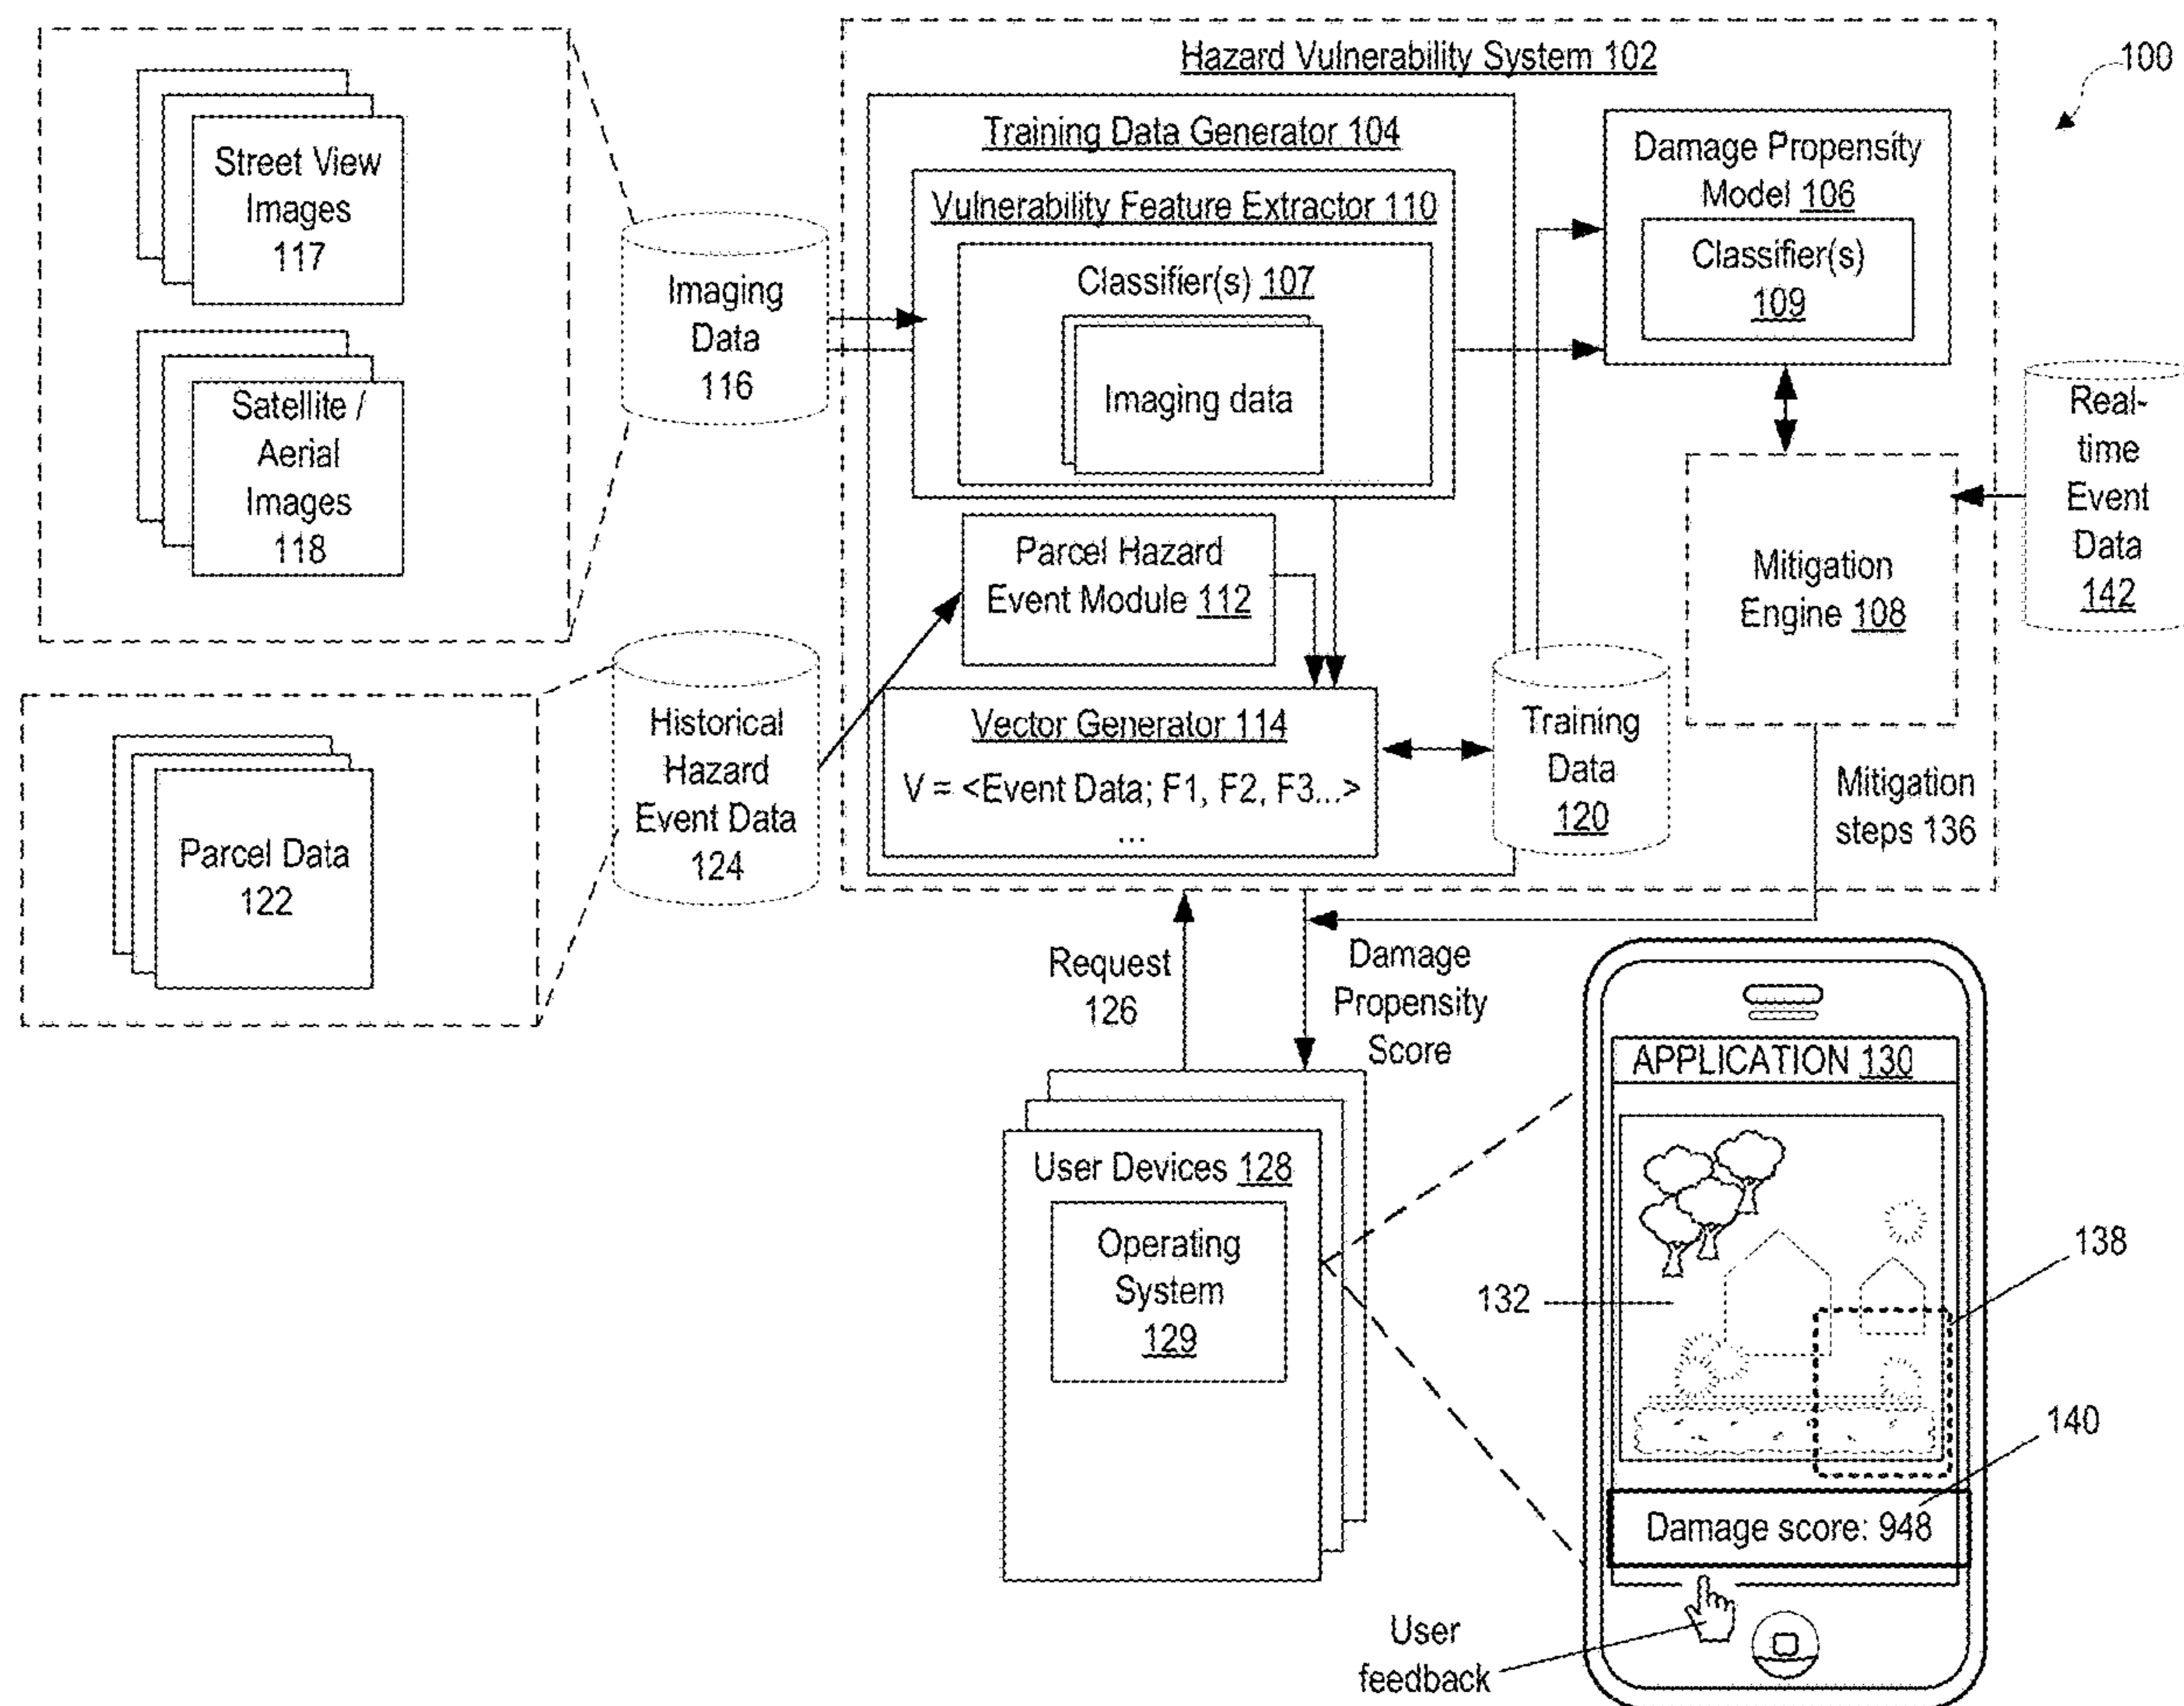 Hazard Vulnerability System 102
100
Street View
Images
117
Satellite /
Aerial
Images
118
Imaging
Data
116
Training Data Generator 104
Vulnerability Feature Extractor 110
Classifier(s) 107
Imaging data
Damage Propensity
Model 106
Classifier(s)
109
Real-
time
Event
Data
142
Parcel Hazard
Event Module 112
Mitigation
Engine 108
Parcel Data
122
Historical
Hazard
Event Data
124
Vector Generator 114
V = <Event Data; F1, F2, F3...>
...
Training
Data
120
Mitigation
steps 136
Request
126
Damage
Propensity
Score
User Devices 128
Operating
System
129
APPLICATION 130
132
138
140
Damage score: 948
User
feedback